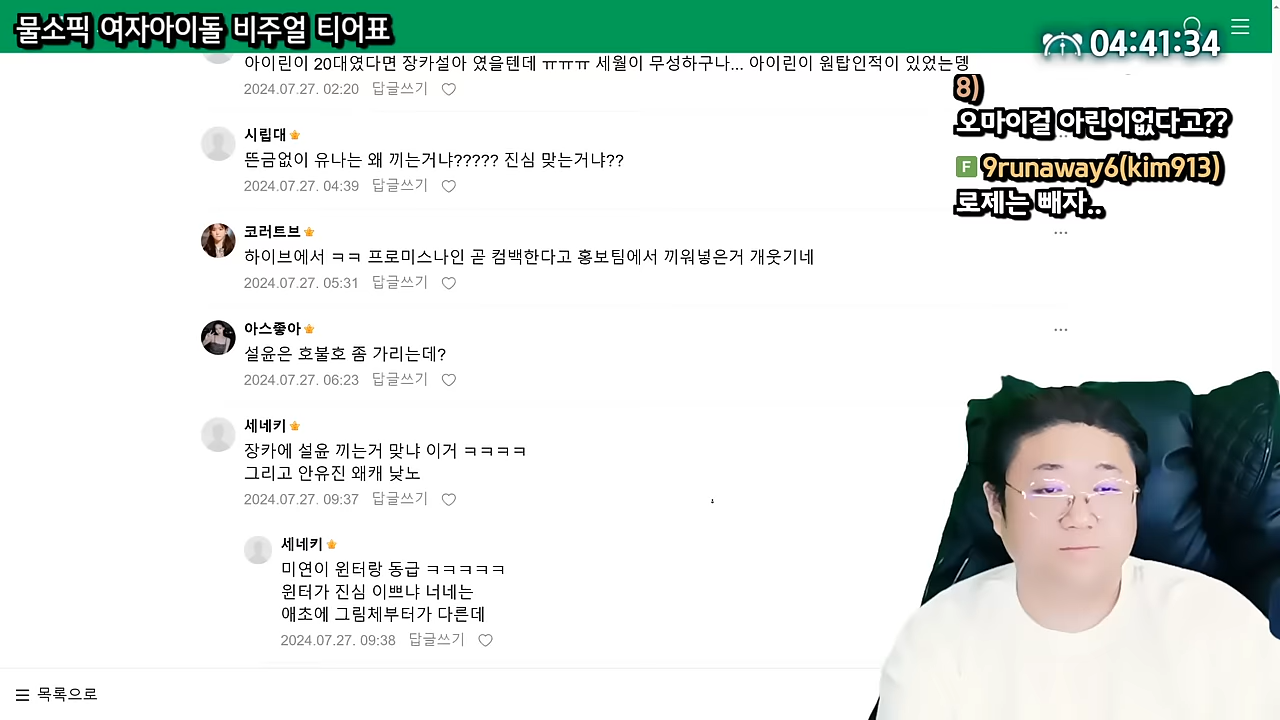 물소픽 여자아이돌 비주얼 티어표
04:41:34
아이린이 20대였다면 장카설아 였을텐데 ㅠㅠㅠ 세월이 무성하구나... 아이린이 원탑인적이 있었는뎅
2024.07.27. 02:20 답글쓰기
8)
오마이걸 아린이없다고??
F 9runaway6(kim913)
로제는 빼자..
시립대
뜬금없이 유나는 왜 끼는거냐????? 진심 맞는거냐??
2024.07.27. 04:39 답글쓰기
코러트브
하이브에서 ㅋㅋ 프로미스나인 곧 컴백한다고 홍보팀에서 끼워넣은거 개웃기네
2024.07.27. 05:31 답글쓰기
아스좋아
설윤은 호불호 좀 가리는데?
2024.07.27. 06:23 답글쓰기
세네키
장카에 설윤 끼는거 맞냐 이거 ㅋㅋㅋㅋ
그리고 안유진 왜캐 낮노
2024.07.27. 09:37 답글쓰기
세네키
미연이 윈터랑 동급 ㅋㅋㅋㅋㅋ
윈터가 진심 이쁘냐 너네는
애초에 그림체부터가 다른데
2024.07.27. 09:38 답글쓰기
목록으로